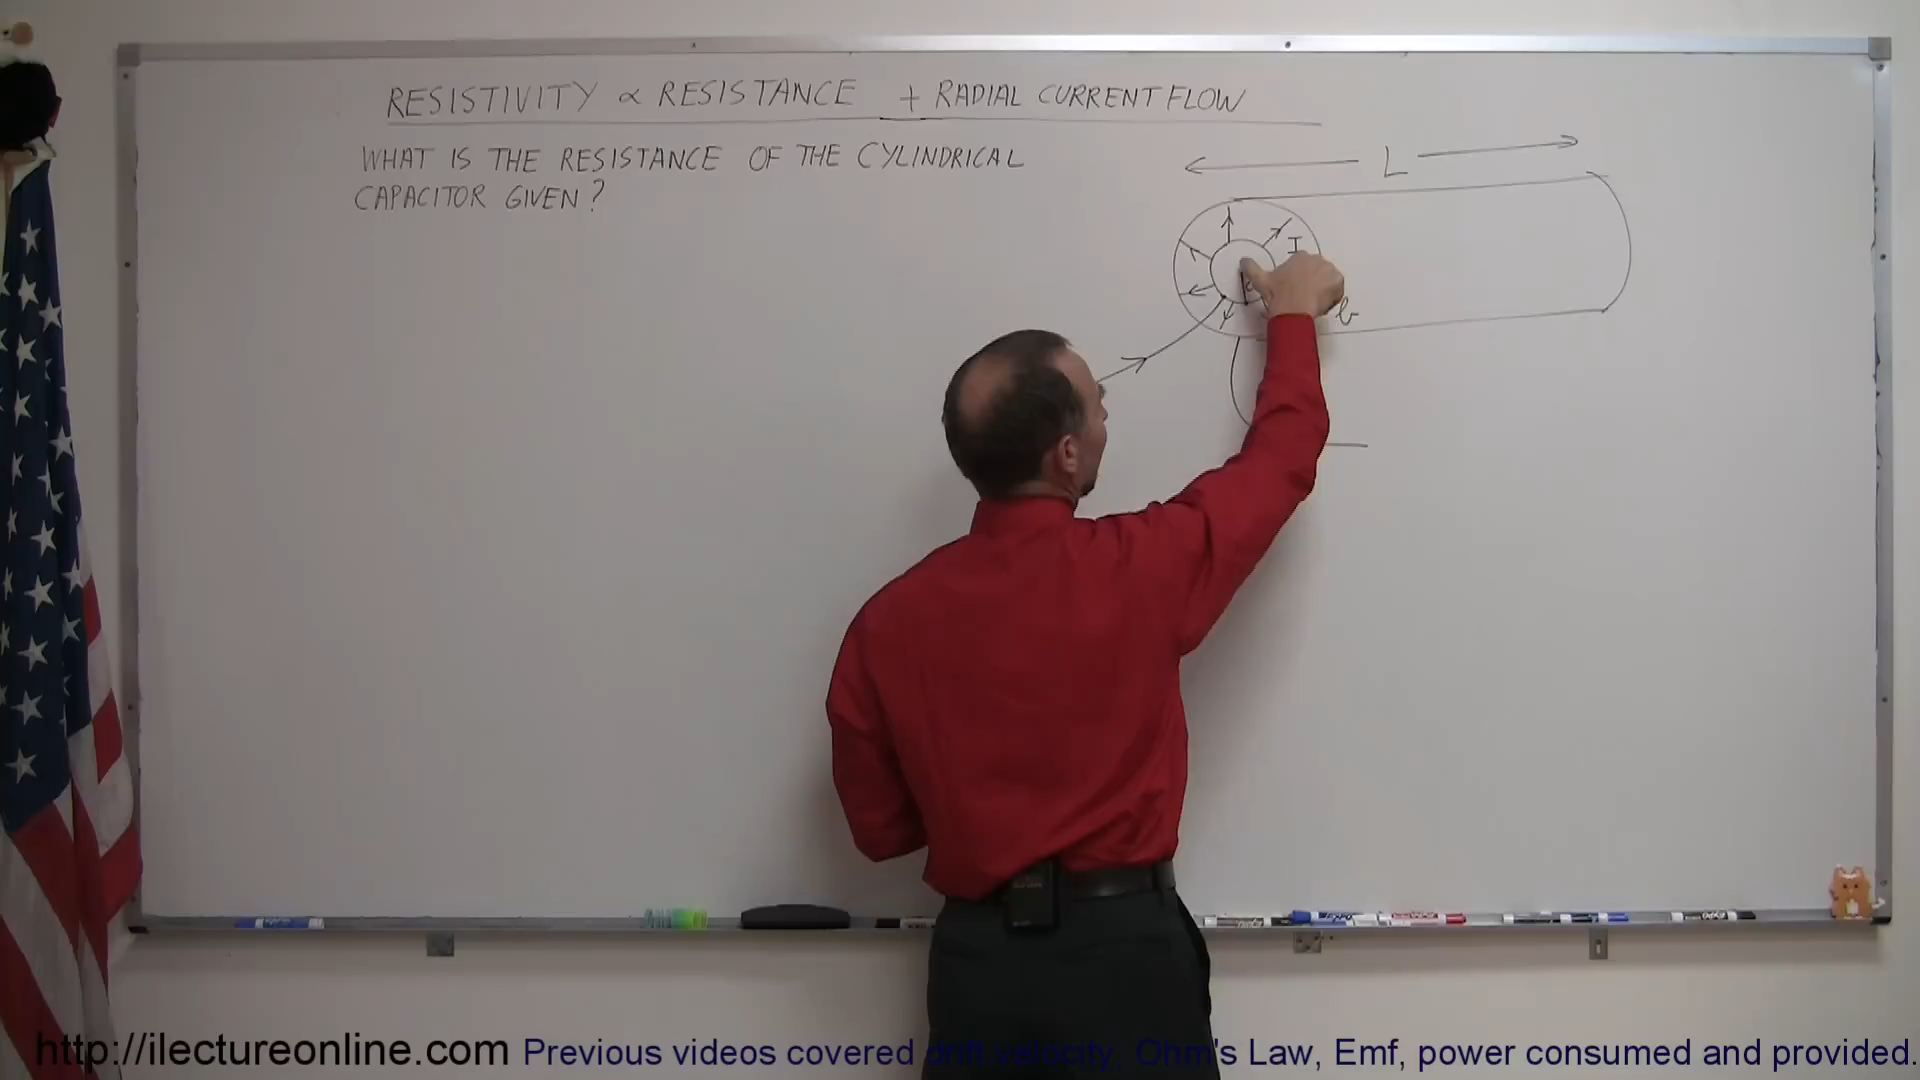 RESISTIVITY ∝ RESISTANCE + RADIAL CURRENT FLOW
WHAT IS THE RESISTANCE OF THE CYLINDRICAL
CAPACITOR GIVEN?
L
I
b
http://ilectureonline.com Previous videos covered drift velocity, Ohm's Law, Emf, power consumed and provided.